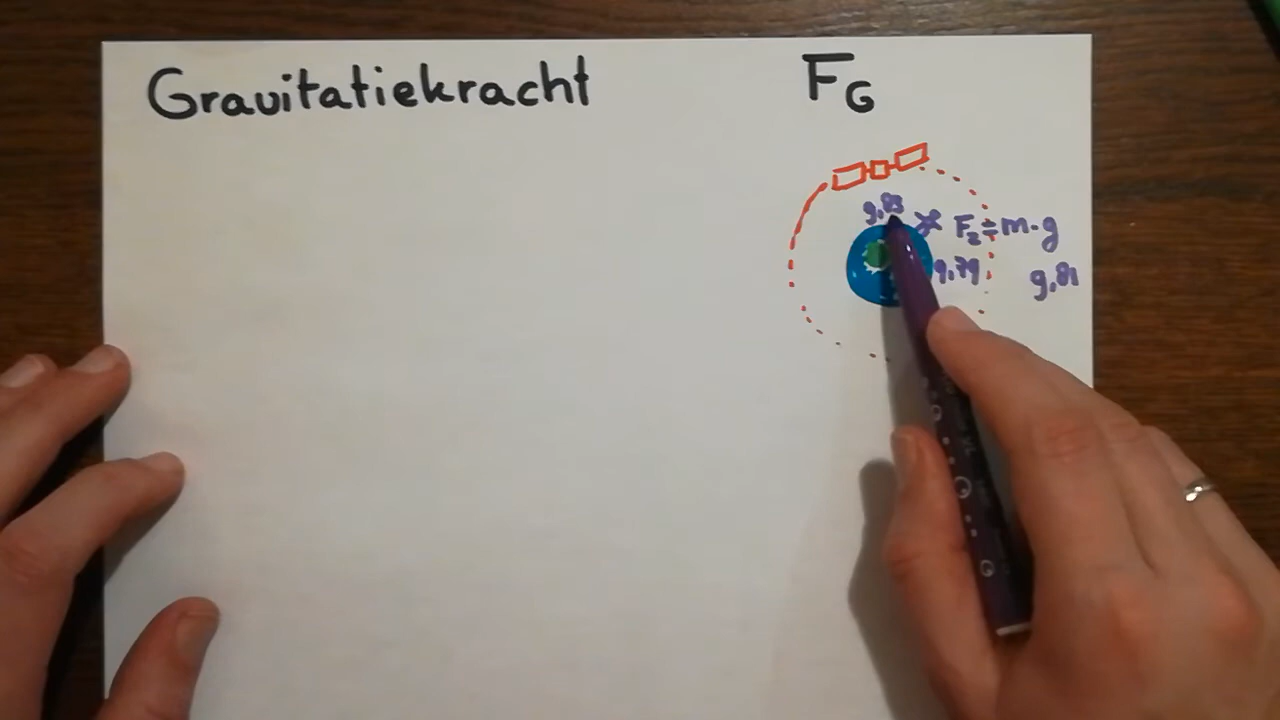 Gravitatiekracht F_G
9,83
F_z = m·g
9,79 9,81